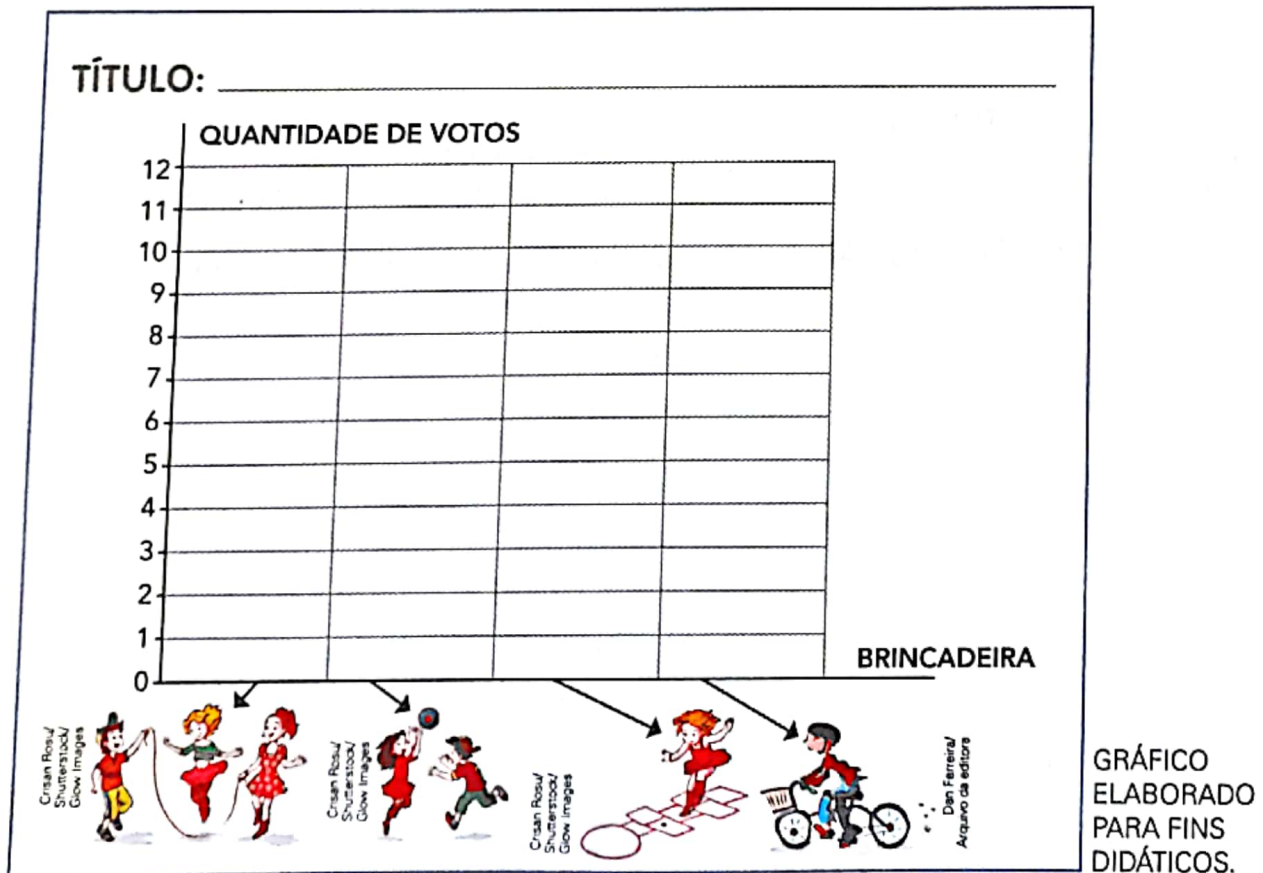 TÍTULO:
QUANTIDADE DE VOTOS
12
11
10
9
8
7
6
5
4
3
2
1
0
BRINCADEIRA
Crisan Rosu/
Shutterstock/
Glow Images
Crisan Rosu/
Shutterstock/
Glow Images
Crisan Rosu/
Shutterstock/
Glow Images
Dan Ferreira/
Arquivo da editora
GRÁFICO
ELABORADO
PARA FINS
DIDÁTICOS.